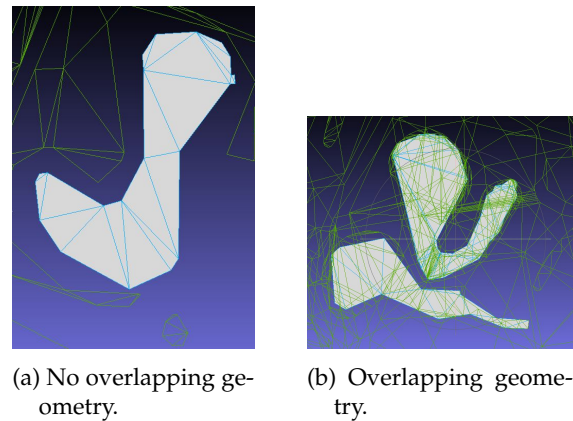 (a) No overlapping ge-
ometry.
(b) Overlapping geome-
try.